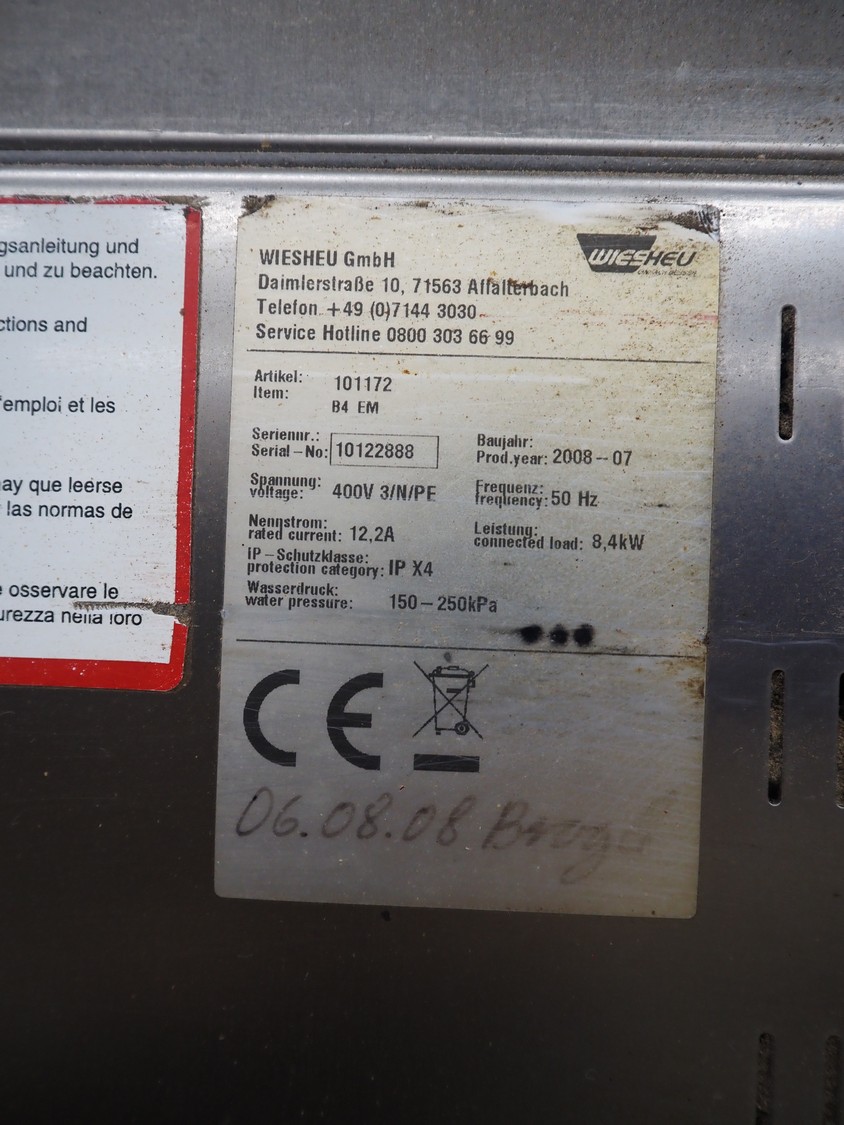 gsanleitung und
und zu beachten.
ctions and
'emploi et les
ay que leerse
las normas de
e osservare le
urezza nella loro
WIESHEU
WIESHEU GmbH
Daimlerstraße 10, 71563 Affalterbach
Telefon +49 (0)7144 3030
Service Hotline 0800 303 66 99
Artikel: 101172
Item:
B4 EM
Seriennr.:
Serial-No: 10122888
Baujahr:
Prod.year: 2008-07
Spannung:
voltage: 400V 3/N/PE
Frequenz:
frequency: 50 Hz
Nengstrom:
rated current: 12,2A
Leistung:
connected load: 8,4kW
IP-Schutzklasse:
protection category: IP X4
Wasserdruck:
water pressure: 150-250kPa
CE
06.08.08